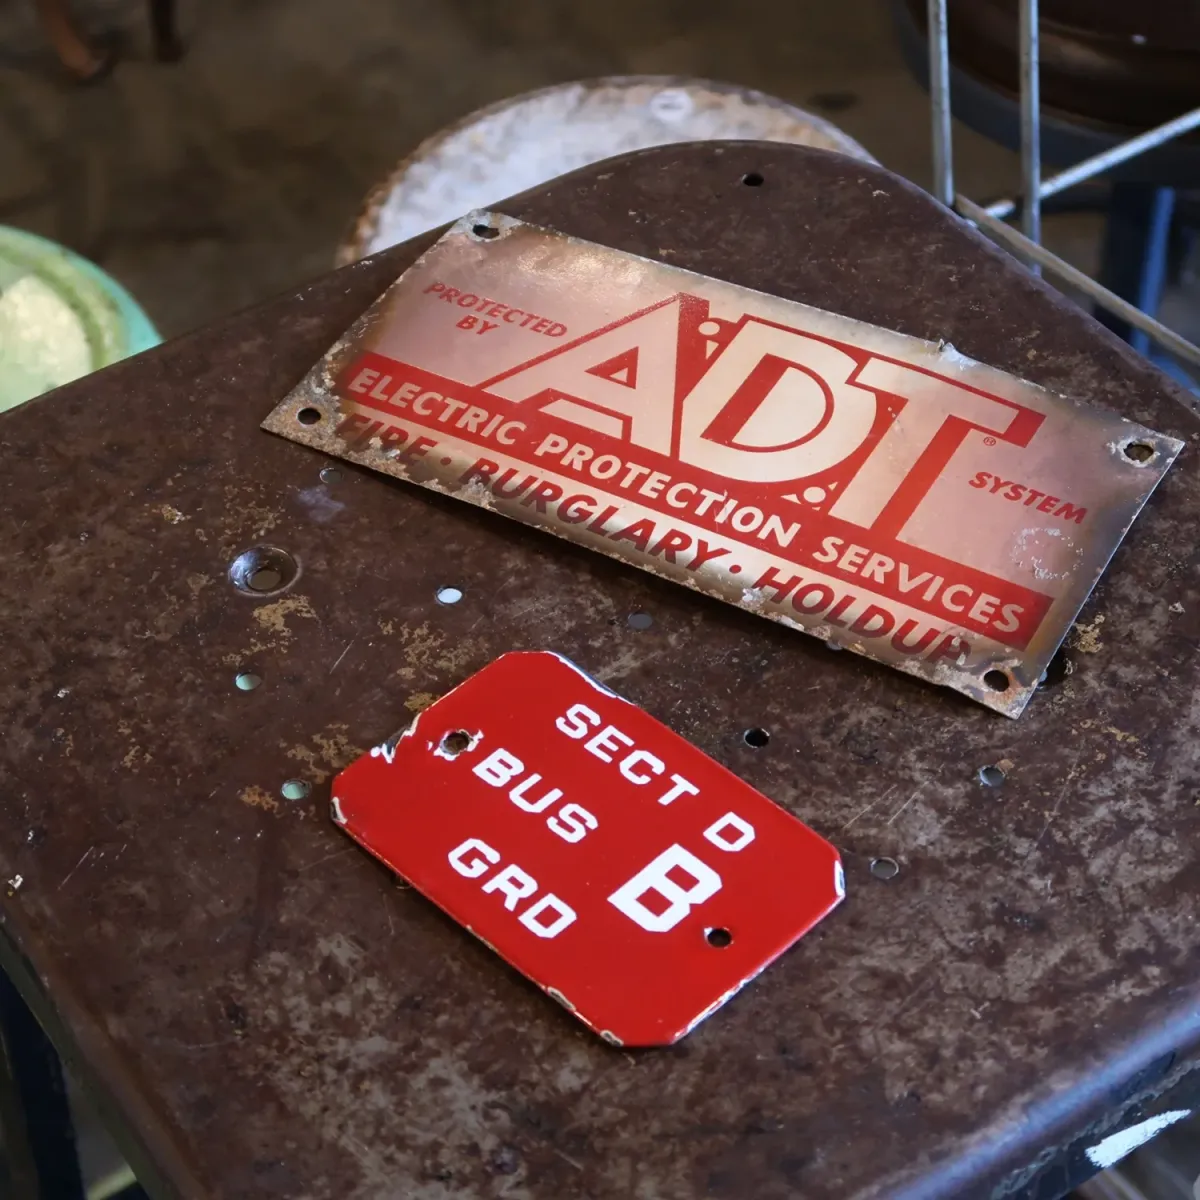 PROTECTED
BY
ADT®
SYSTEM
ELECTRIC PROTECTION SERVICES
FIRE • BURGLARY • HOLDUP
SECT D
BUS B
GRD